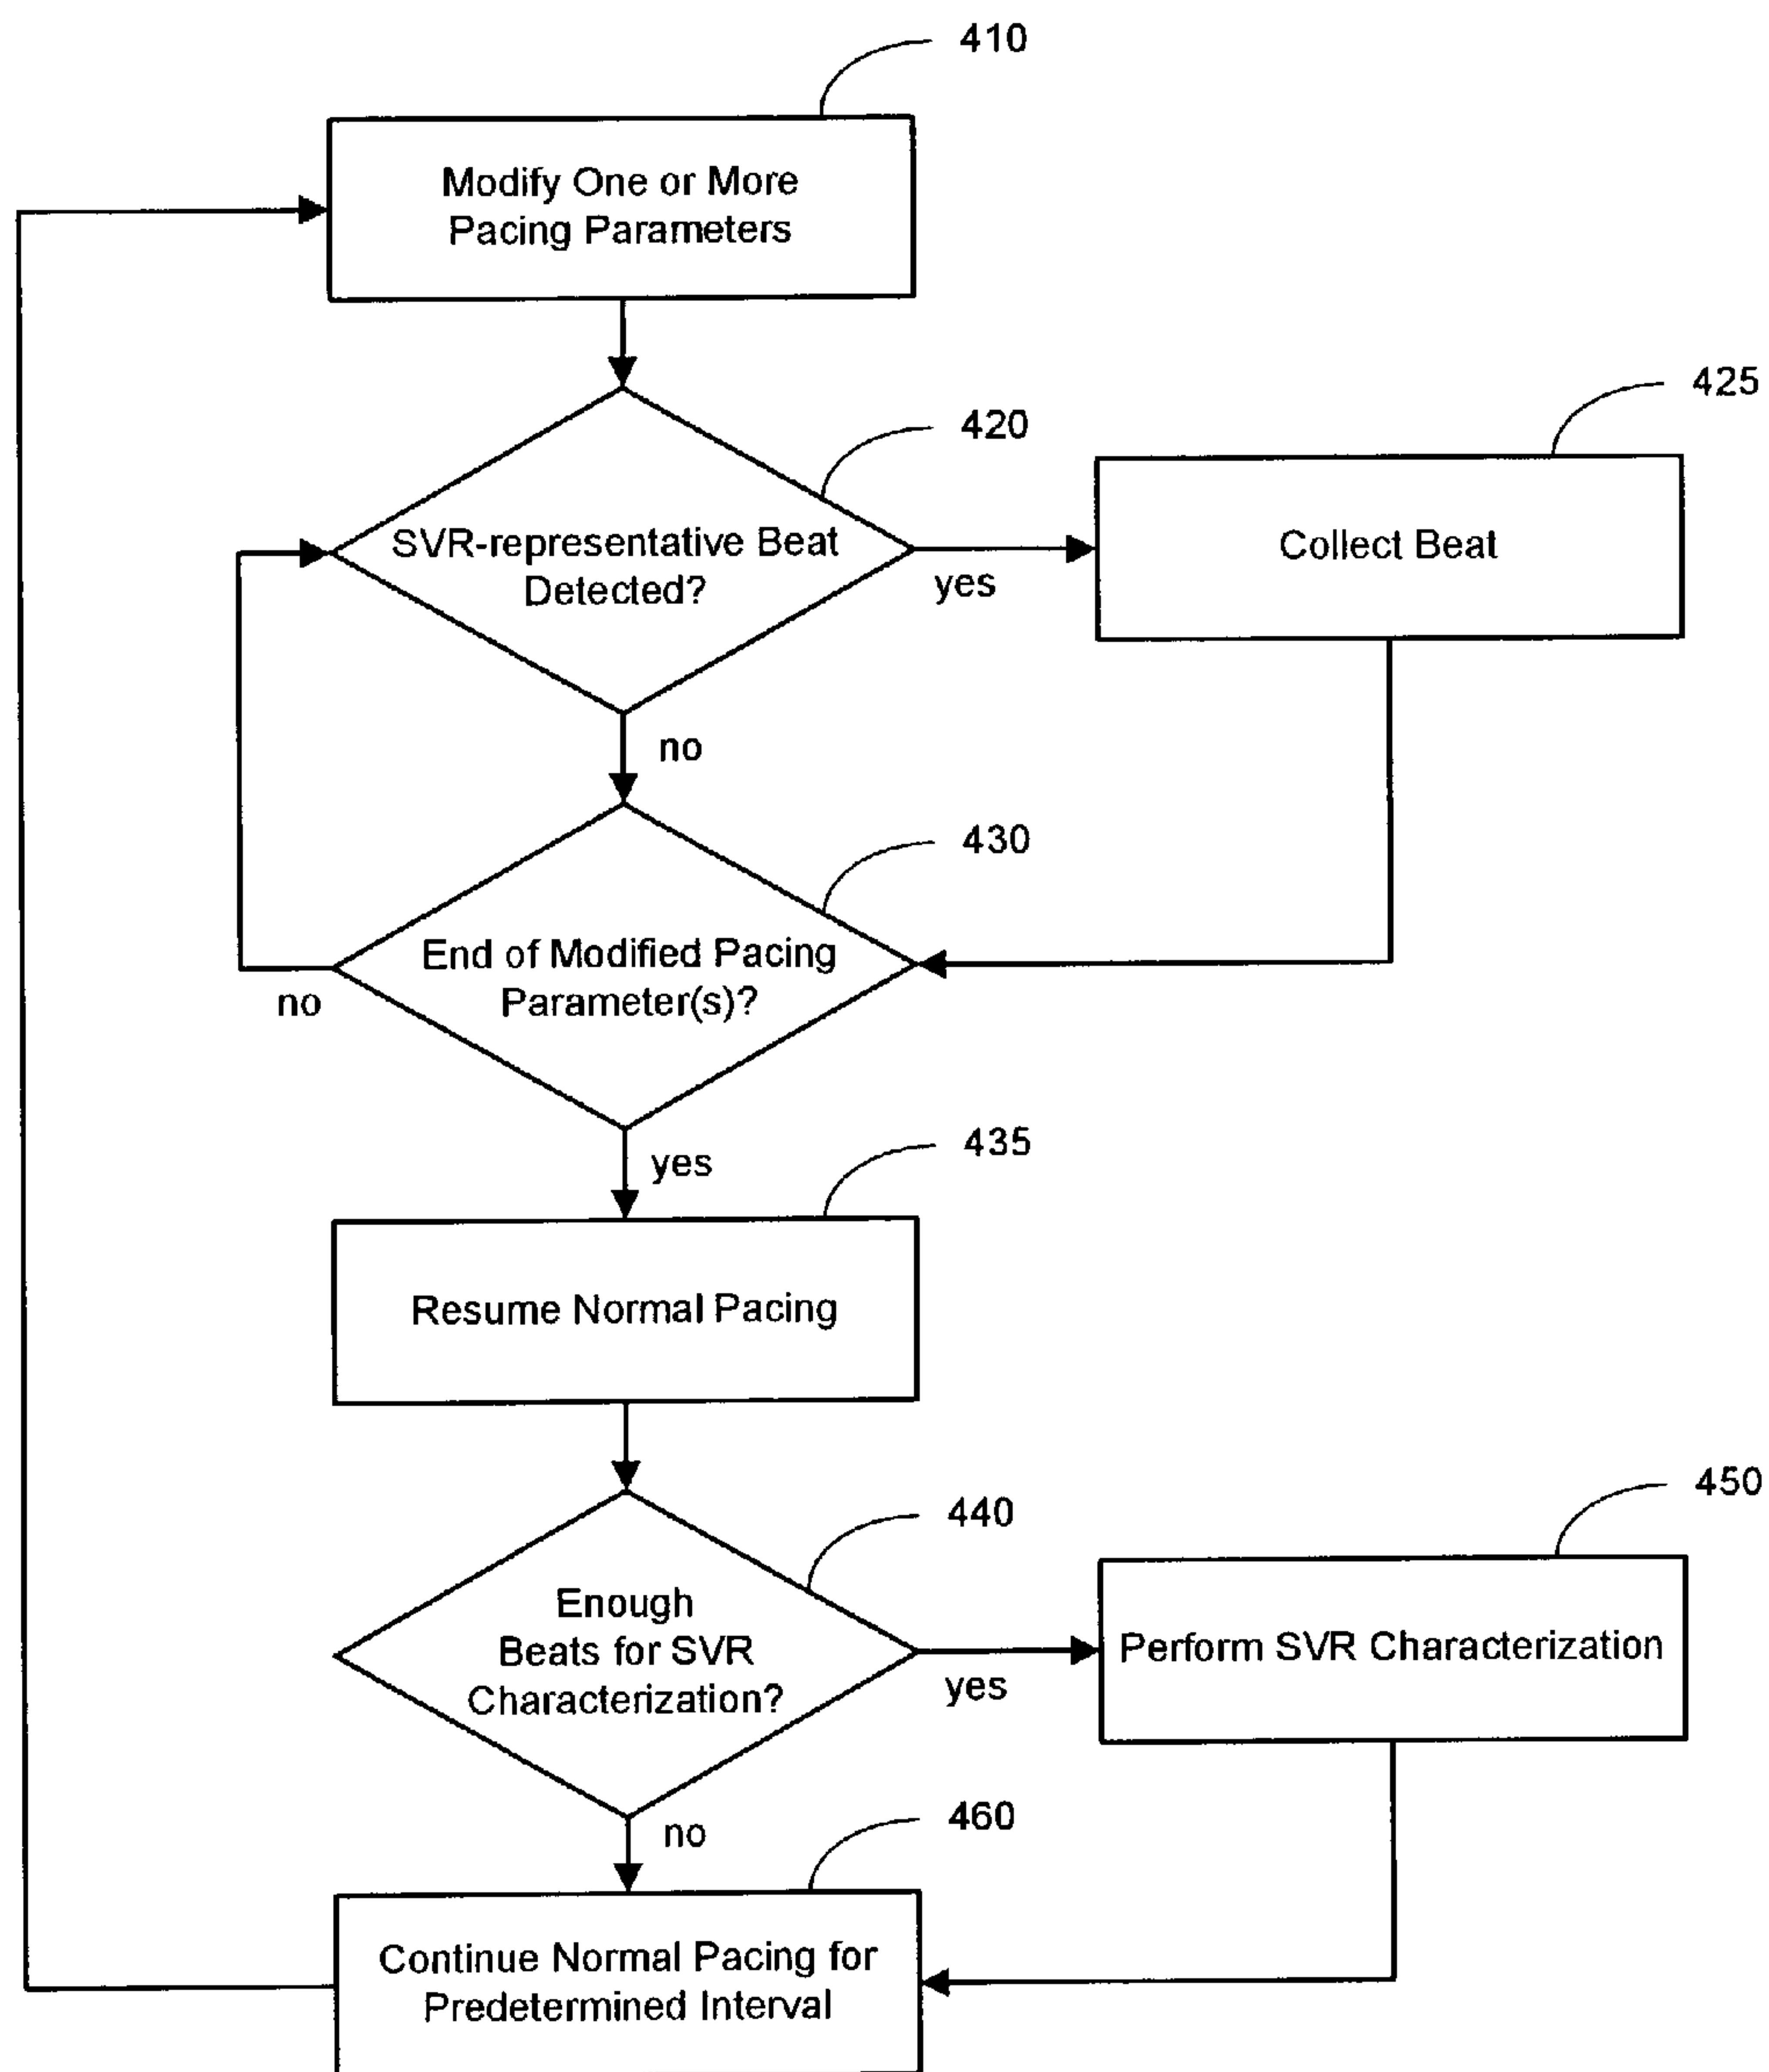 410
Modify One or More
Pacing Parameters
420
425
SVR-representative Beat
Detected?
yes
Collect Beat
no
430
End of Modified Pacing
Parameter(s)?
no
yes
435
Resume Normal Pacing
440
450
Enough
Beats for SVR
Characterization?
yes
Perform SVR Characterization
no
460
Continue Normal Pacing for
Predetermined Interval